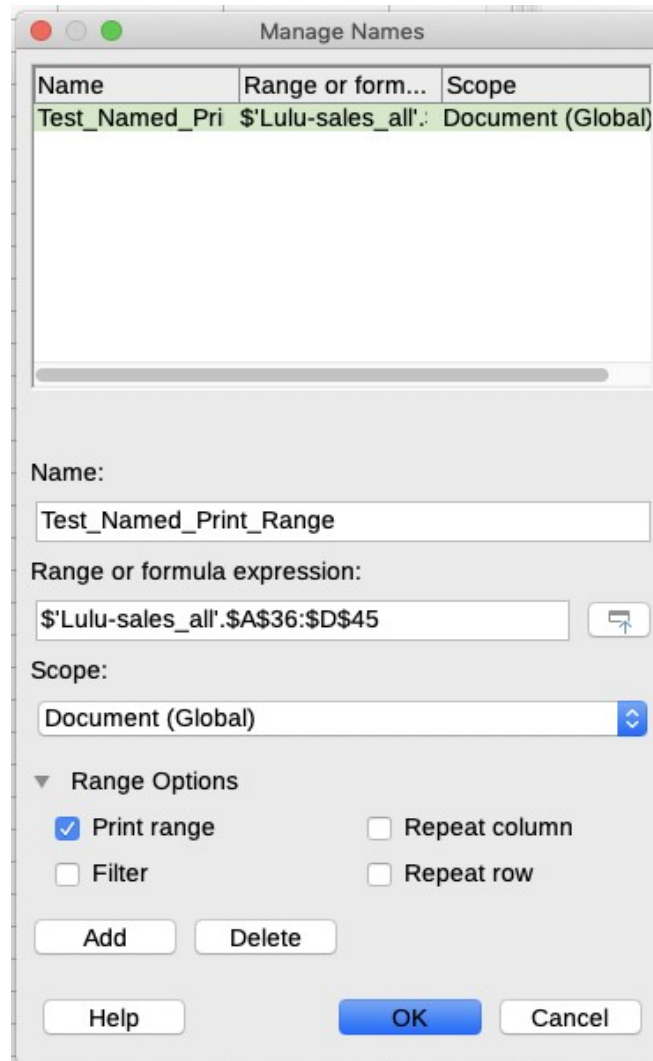 Manage Names
Name Range or form... Scope
Test_Named_Pri $'Lulu-sales_all'. Document (Global)
Name:
Test_Named_Print_Range
Range or formula expression:
$'Lulu-sales_all'.$A$36:$D$45
Scope:
Document (Global)
Range Options
Print range Repeat column
Filter Repeat row
Add Delete
Help OK Cancel